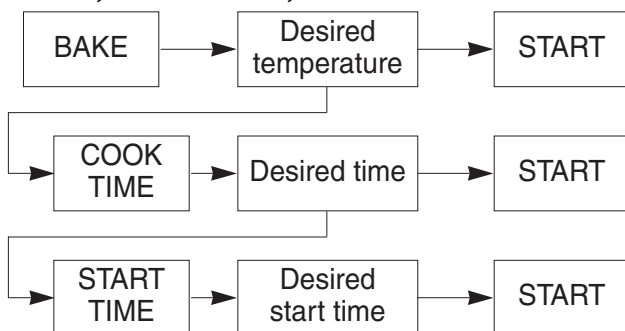 BAKE
Desired
temperature
START
COOK
TIME
Desired time
START
START
TIME
Desired
start time
START